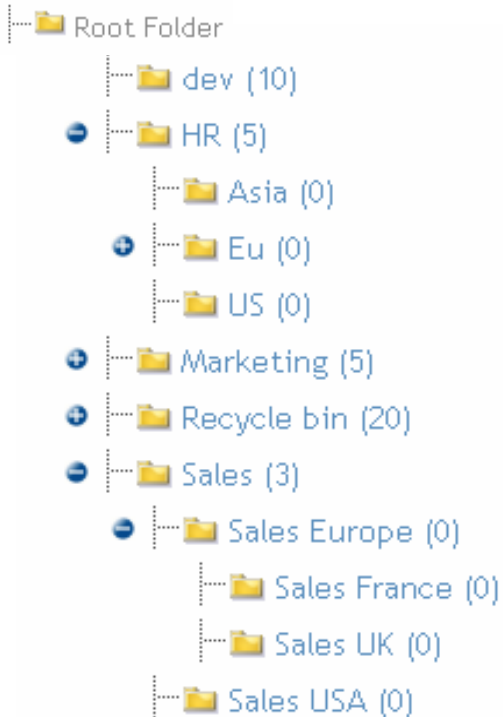 Root Folder
dev (10)
HR (5)
Asia (0)
Eu (0)
US (0)
Marketing (5)
Recycle bin (20)
Sales (3)
Sales Europe (0)
Sales France (0)
Sales UK (0)
Sales USA (0)